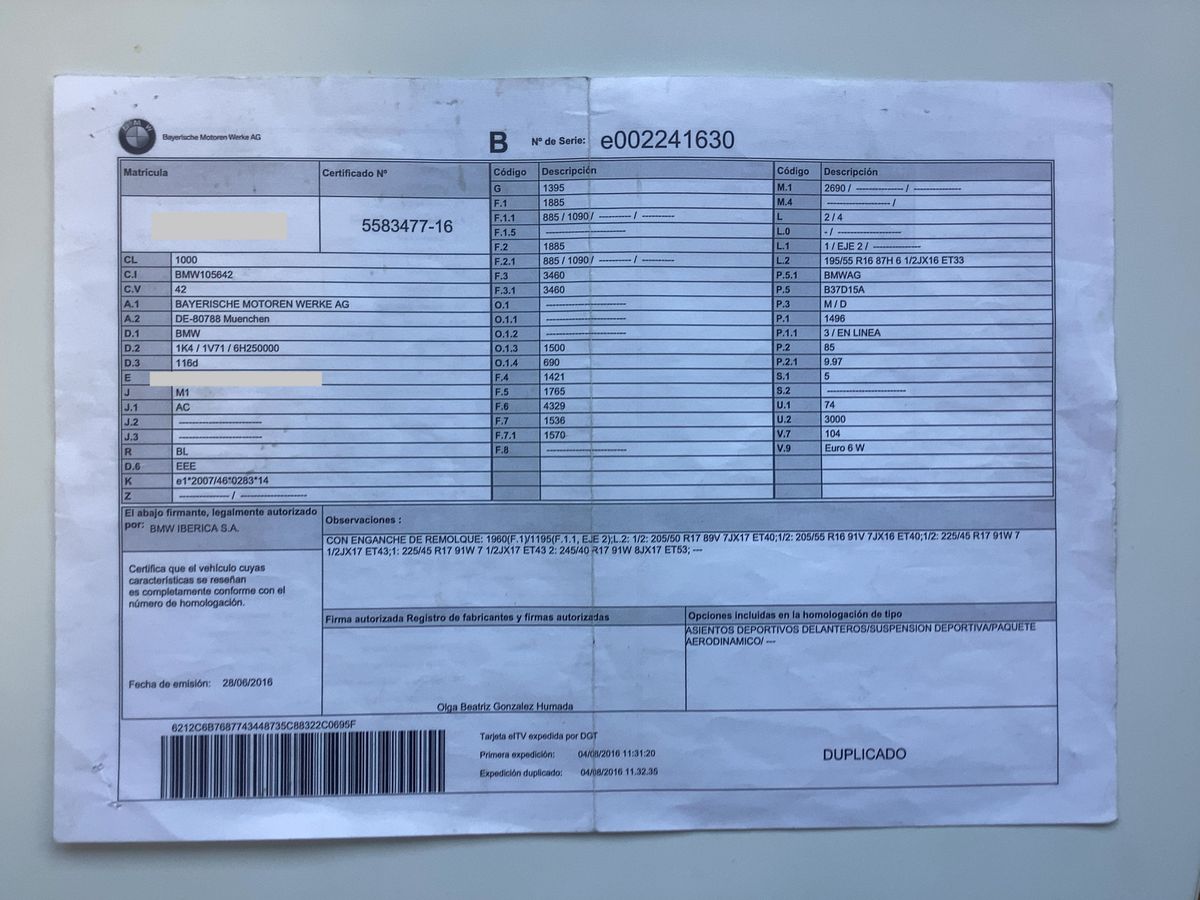 BMW
Bayerische Motoren Werke AG
B Nº de Serie: e002241630
Matricula Certificado Nº
5583477-16
CL 1000
C.I BMW105642
C.V 42
A.1 BAYERISCHE MOTOREN WERKE AG
A.2 DE-80788 Muenchen
D.1 BMW
D.2 1K4 / 1V71 / 6H250000
D.3 116d
E
J M1
J.1 AC
J.2 ----------------------
J.3 ----------------------
R BL
D.6 EEE
K e1*2007/46*0283*14
Z ------------- / -----------------
Código Descripción
G 1395
F.1 1885
F.1.1 885 / 1090 / --------- / ---------
F.1.5 ----------------------
F.2 1885
F.2.1 885 / 1090 / --------- / ---------
F.3 3460
F.3.1 3460
O.1 ----------------------
O.1.1 ----------------------
O.1.2 ----------------------
O.1.3 1500
O.1.4 690
F.4 1421
F.5 1765
F.6 4329
F.7 1536
F.7.1 1570
F.8 ----------------------
Código Descripción
M.1 2690 / ------------- / -------------
M.4 ----------------- /
L 2 / 4
L.0 - / -----------------
L.1 1 / EJE 2 / -------------
L.2 195/55 R16 87H 6 1/2JX16 ET33
P.5.1 BMWAG
P.5 B37D15A
P.3 M / D
P.1 1496
P.1.1 3 / EN LINEA
P.2 85
P.2.1 9.97
S.1 5
S.2 ----------------------
U.1 74
U.2 3000
V.7 104
V.9 Euro 6 W
El abajo firmante, legalmente autorizado
por: BMW IBERICA S.A.
Certifica que el vehículo cuyas
características se reseñan
es completamente conforme con el
número de homologación.
Fecha de emisión: 28/06/2016
Observaciones :
CON ENGANCHE DE REMOLQUE: 1960(F.1)/1195(F.1.1, EJE 2);L.2: 1/2: 205/50 R17 89V 7JX17 ET40;1/2: 205/55 R16 91V 7JX16 ET40;1/2: 225/45 R17 91W 7
1/2JX17 ET43;1: 225/45 R17 91W 7 1/2JX17 ET43 2: 245/40 R17 91W 8JX17 ET53; ---
Firma autorizada Registro de fabricantes y firmas autorizadas
Olga Beatriz Gonzalez Humada
Opciones incluidas en la homologación de tipo
ASIENTOS DEPORTIVOS DELANTEROS/SUSPENSION DEPORTIVA/PAQUETE
AERODINAMICO/ ---
6212C6B7687743448735C88322C0695F
Tarjeta eITV expedida por DGT
Primera expedición: 04/08/2016 11:31:20
Expedición duplicado: 04/08/2016 11.32.35
DUPLICADO